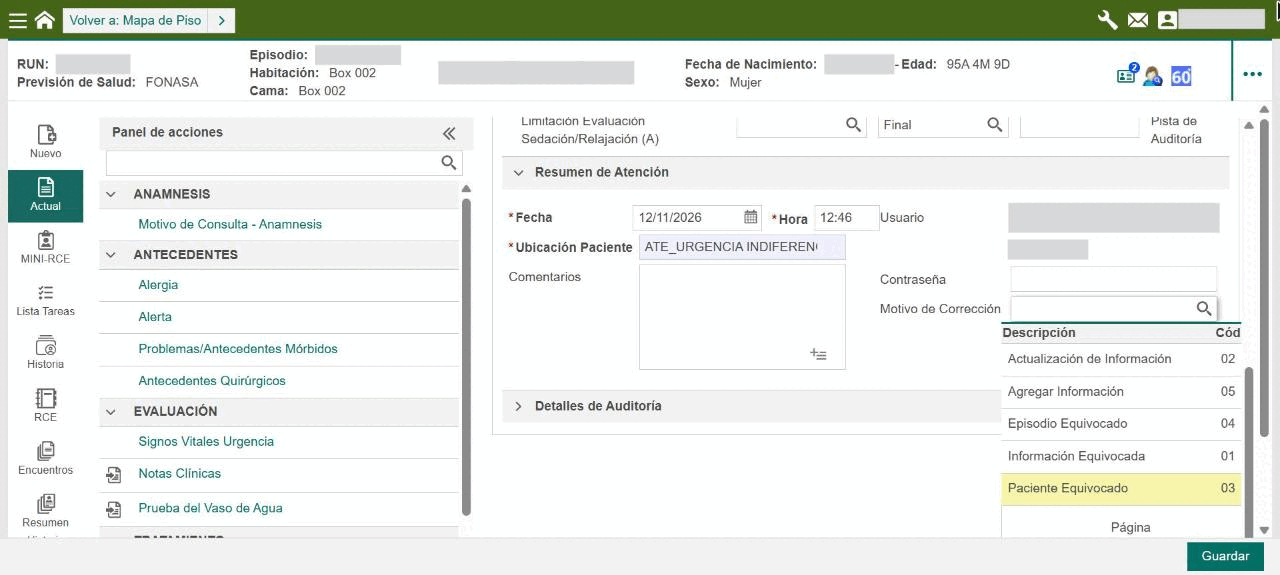 Volver a: Mapa de Piso
RUN:
Previsión de Salud: FONASA
Episodio:
Habitación: Box 002
Cama: Box 002
Fecha de Nacimiento: - Edad: 95A 4M 9D
Sexo: Mujer
2
60
Nuevo
Actual
MINI-RCE
Lista Tareas
Historia
RCE
Encuentros
Resumen
Panel de acciones
ANAMNESIS
Motivo de Consulta - Anamnesis
ANTECEDENTES
Alergia
Alerta
Problemas/Antecedentes Mórbidos
Antecedentes Quirúrgicos
EVALUACIÓN
Signos Vitales Urgencia
Notas Clínicas
Prueba del Vaso de Agua
TRATAMIENTO
Limitación Evaluación
Sedación/Relajación (A)
Final
Pista de
Auditoría
Resumen de Atención
*Fecha 12/11/2026 *Hora 12:46 Usuario
*Ubicación Paciente ATE_URGENCIA INDIFEREN
Comentarios
Contraseña
Motivo de Corrección
Descripción Cód
Actualización de Información 02
Agregar Información 05
Episodio Equivocado 04
Información Equivocada 01
Paciente Equivocado 03
Página
Detalles de Auditoría
Guardar